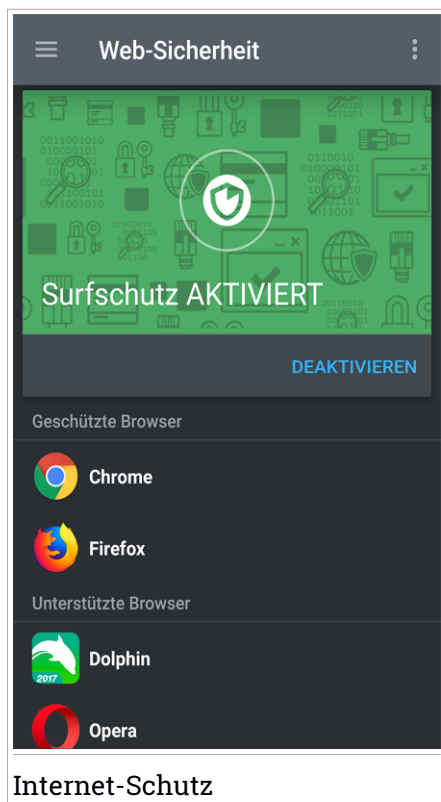 Web-Sicherheit
Surfschutz AKTIVIERT
DEAKTIVIEREN
Geschützte Browser
Chrome
Firefox
Unterstützte Browser
2017
Dolphin
Opera
Internet-Schutz